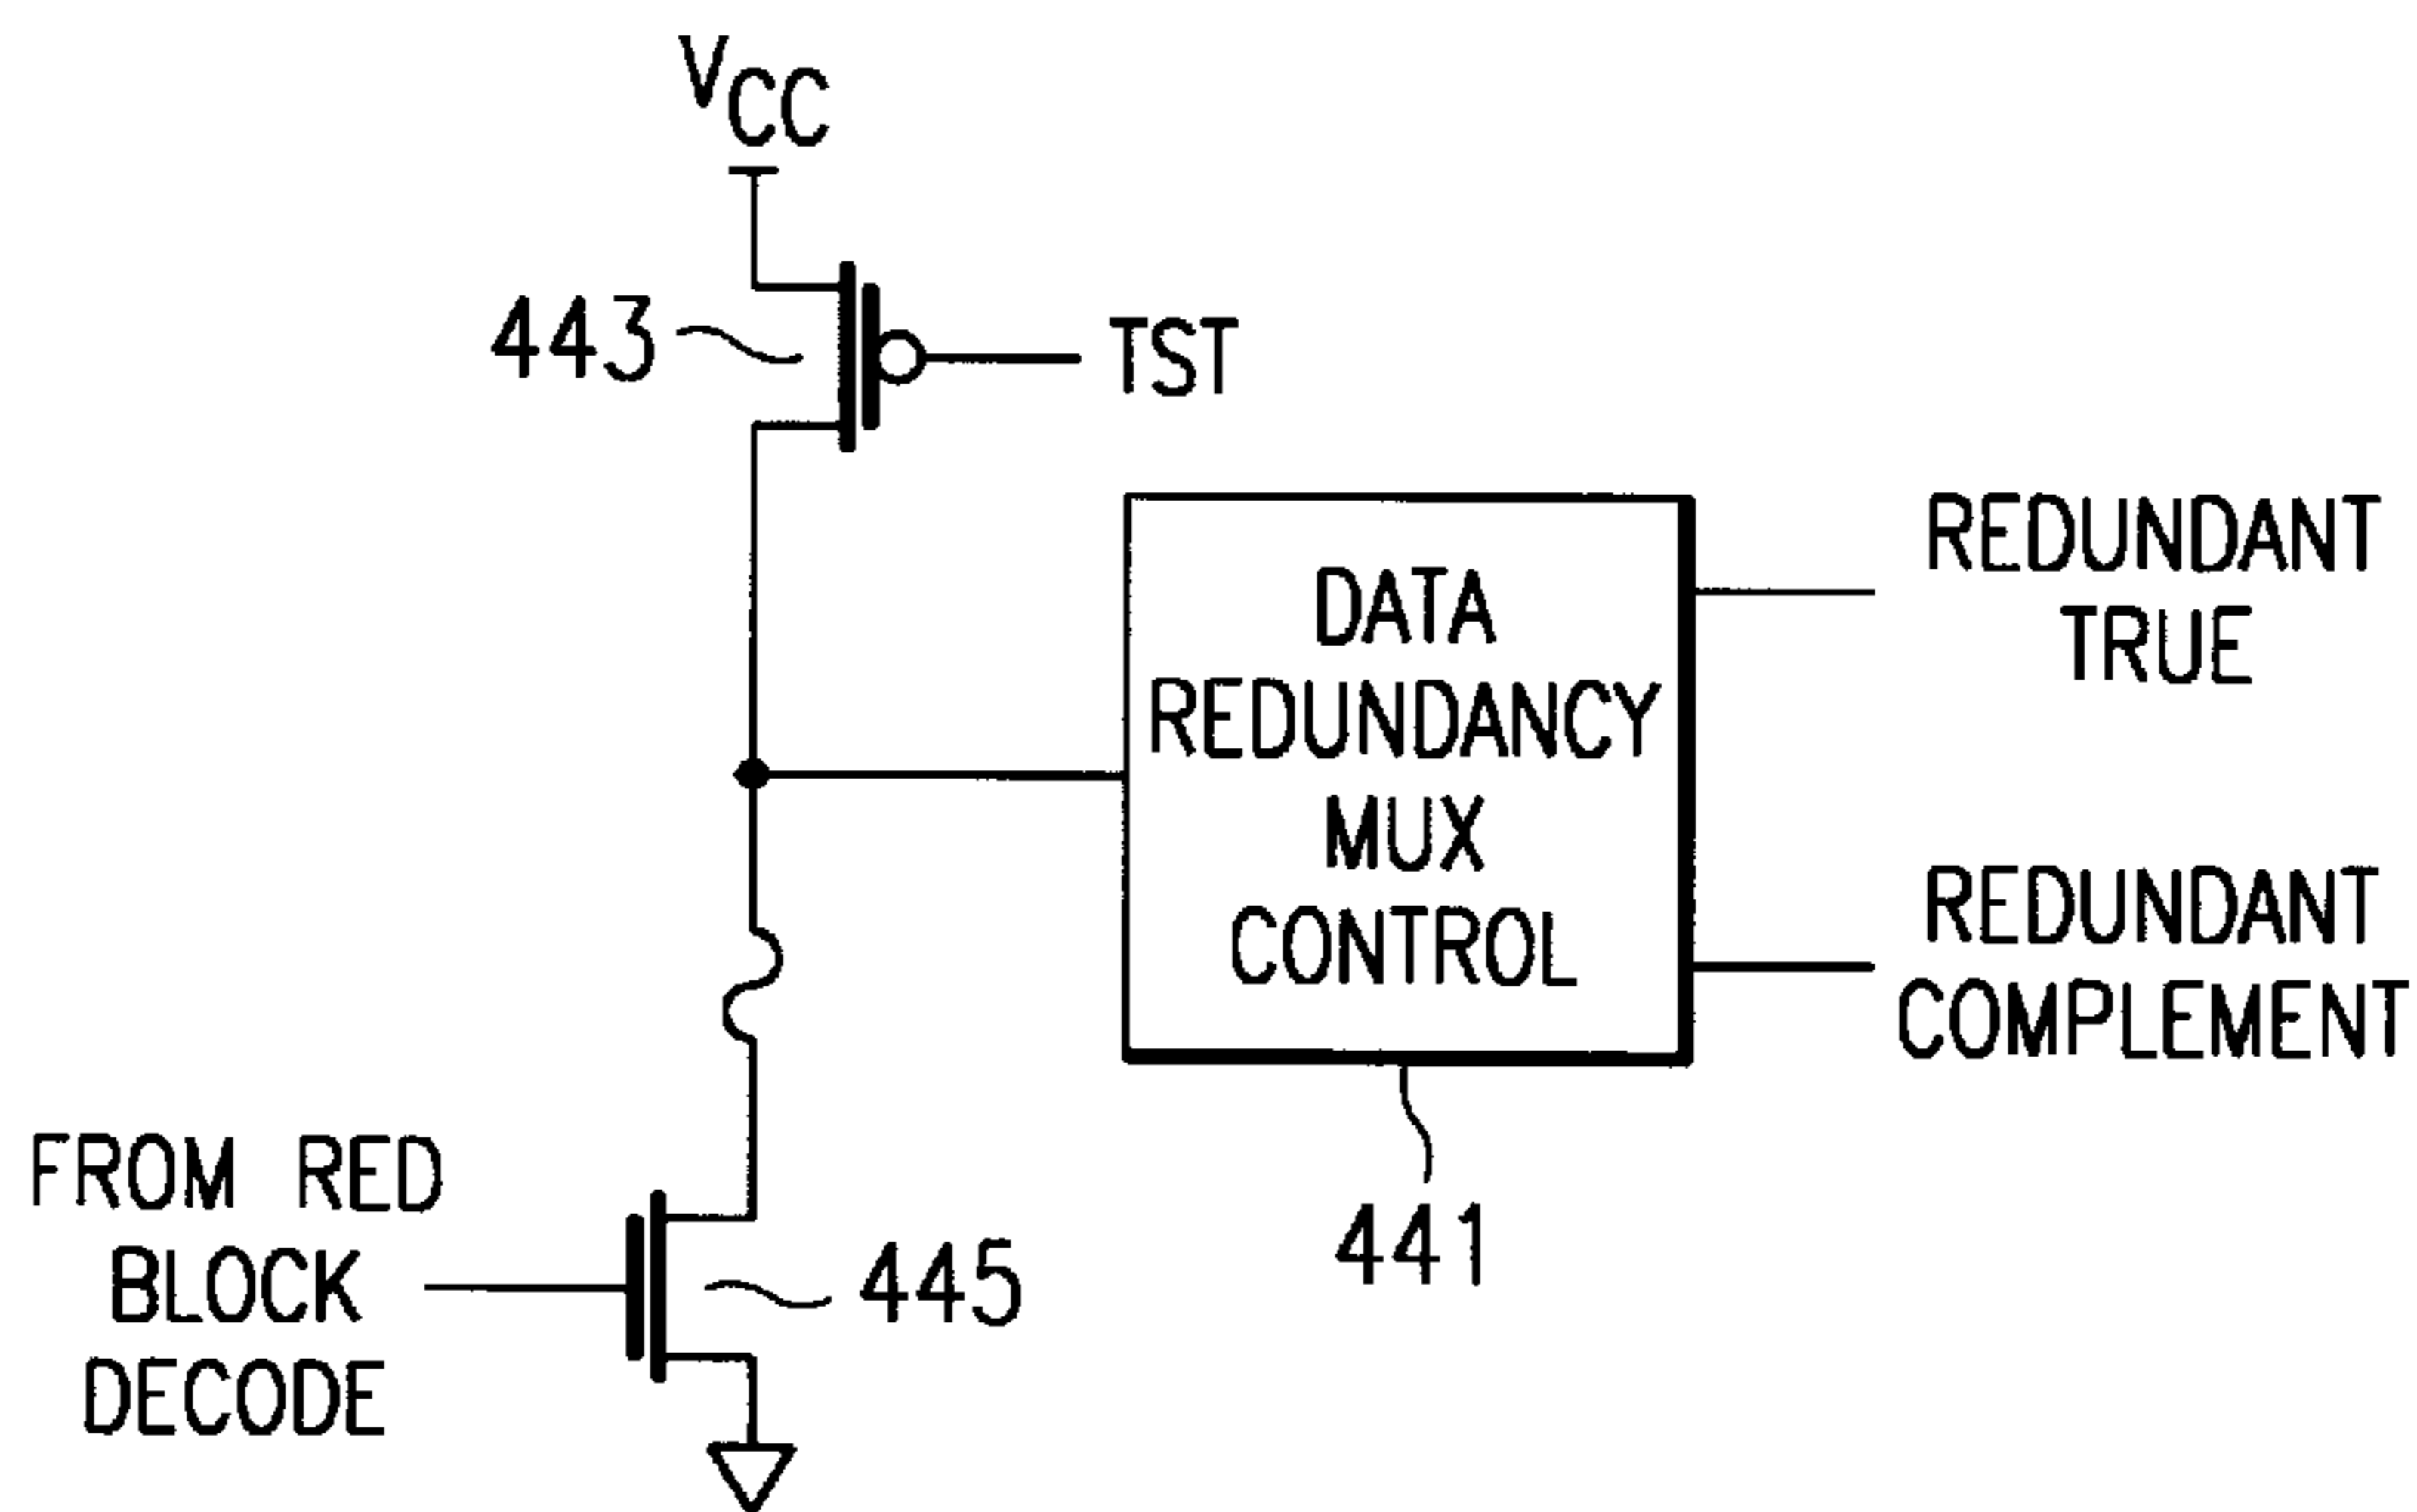 VCC
443
TST
DATA
REDUNDANCY
MUX
CONTROL
REDUNDANT
TRUE
REDUNDANT
COMPLEMENT
FROM RED
BLOCK
DECODE
445
441